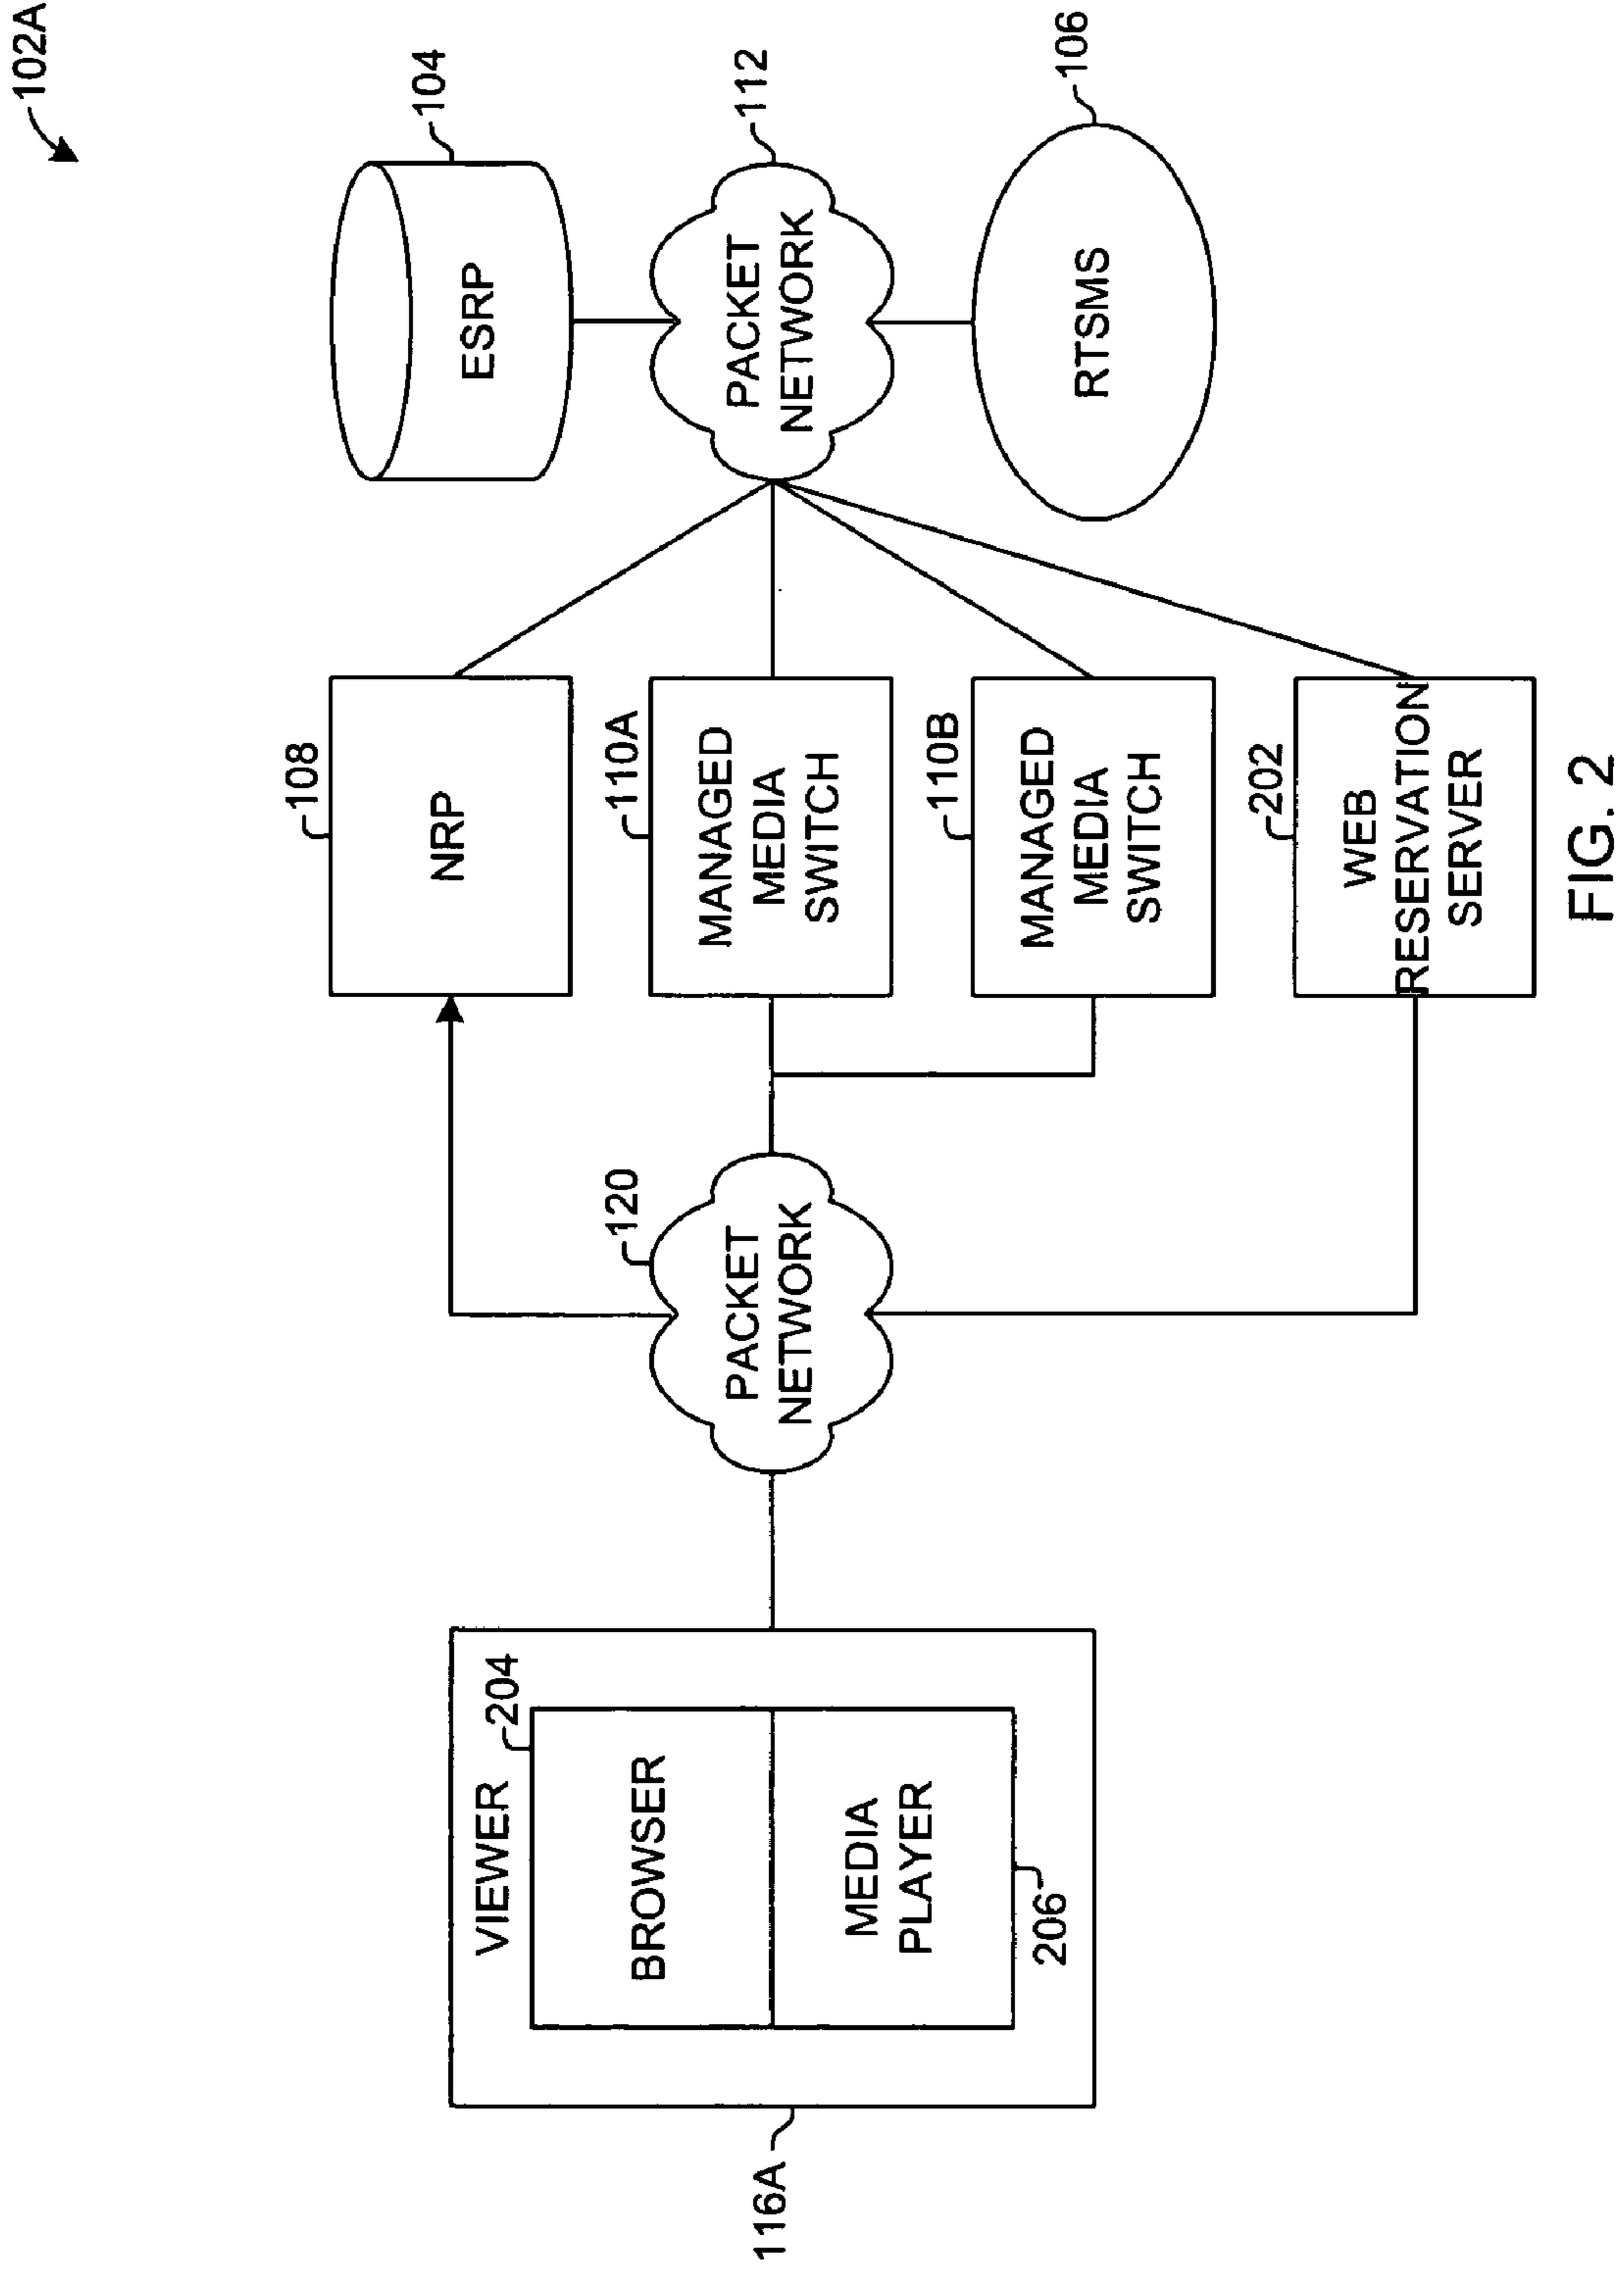 102A
104
ESRP
112
PACKET
NETWORK
106
RTSMS
108
NRP
110A
MANAGED
MEDIA
SWITCH
110B
MANAGED
MEDIA
SWITCH
202
WEB
RESERVATION
SERVER
120
PACKET
NETWORK
VIEWER
204
BROWSER
MEDIA
PLAYER
206
116A
FIG. 2